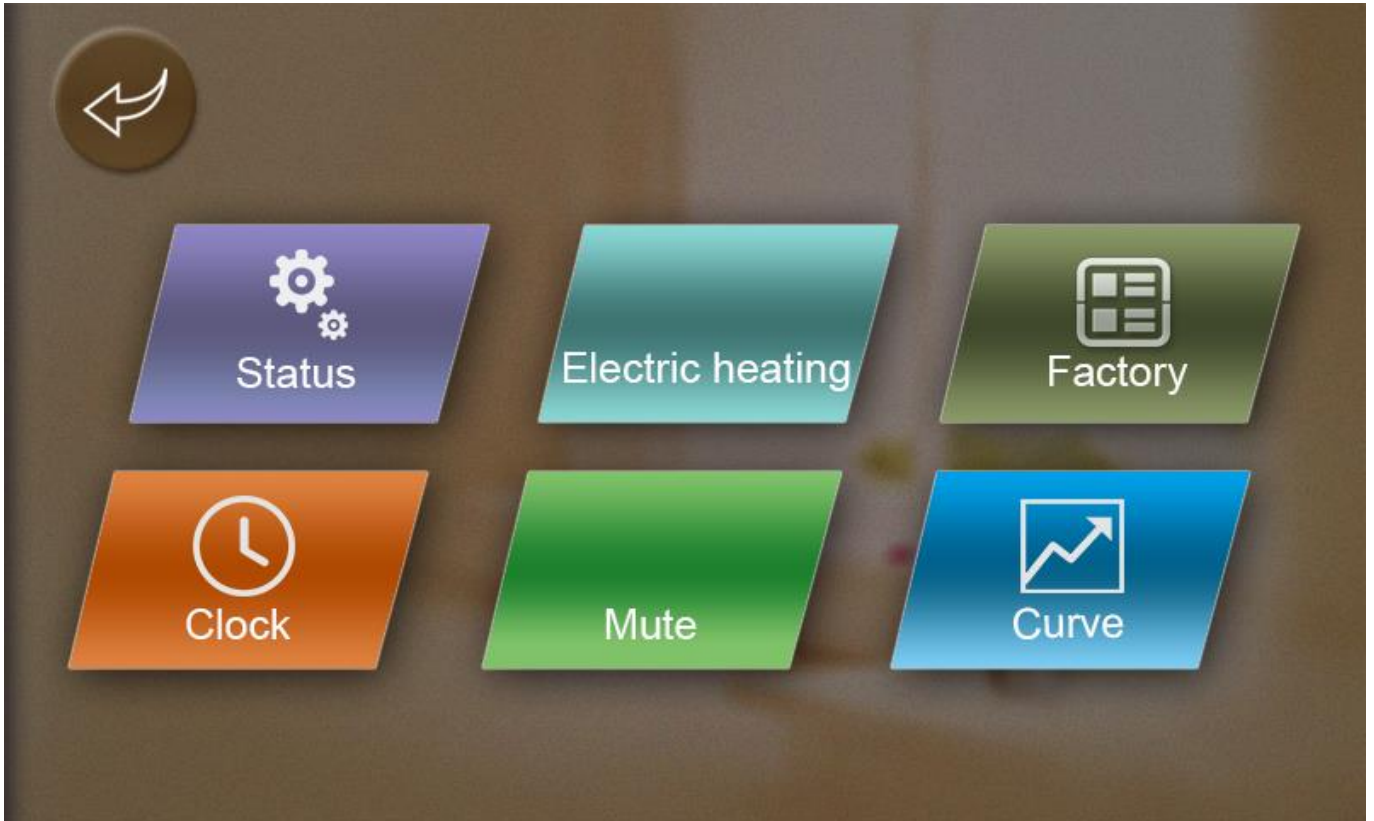 Status
Electric heating
Factory
Clock
Mute
Curve